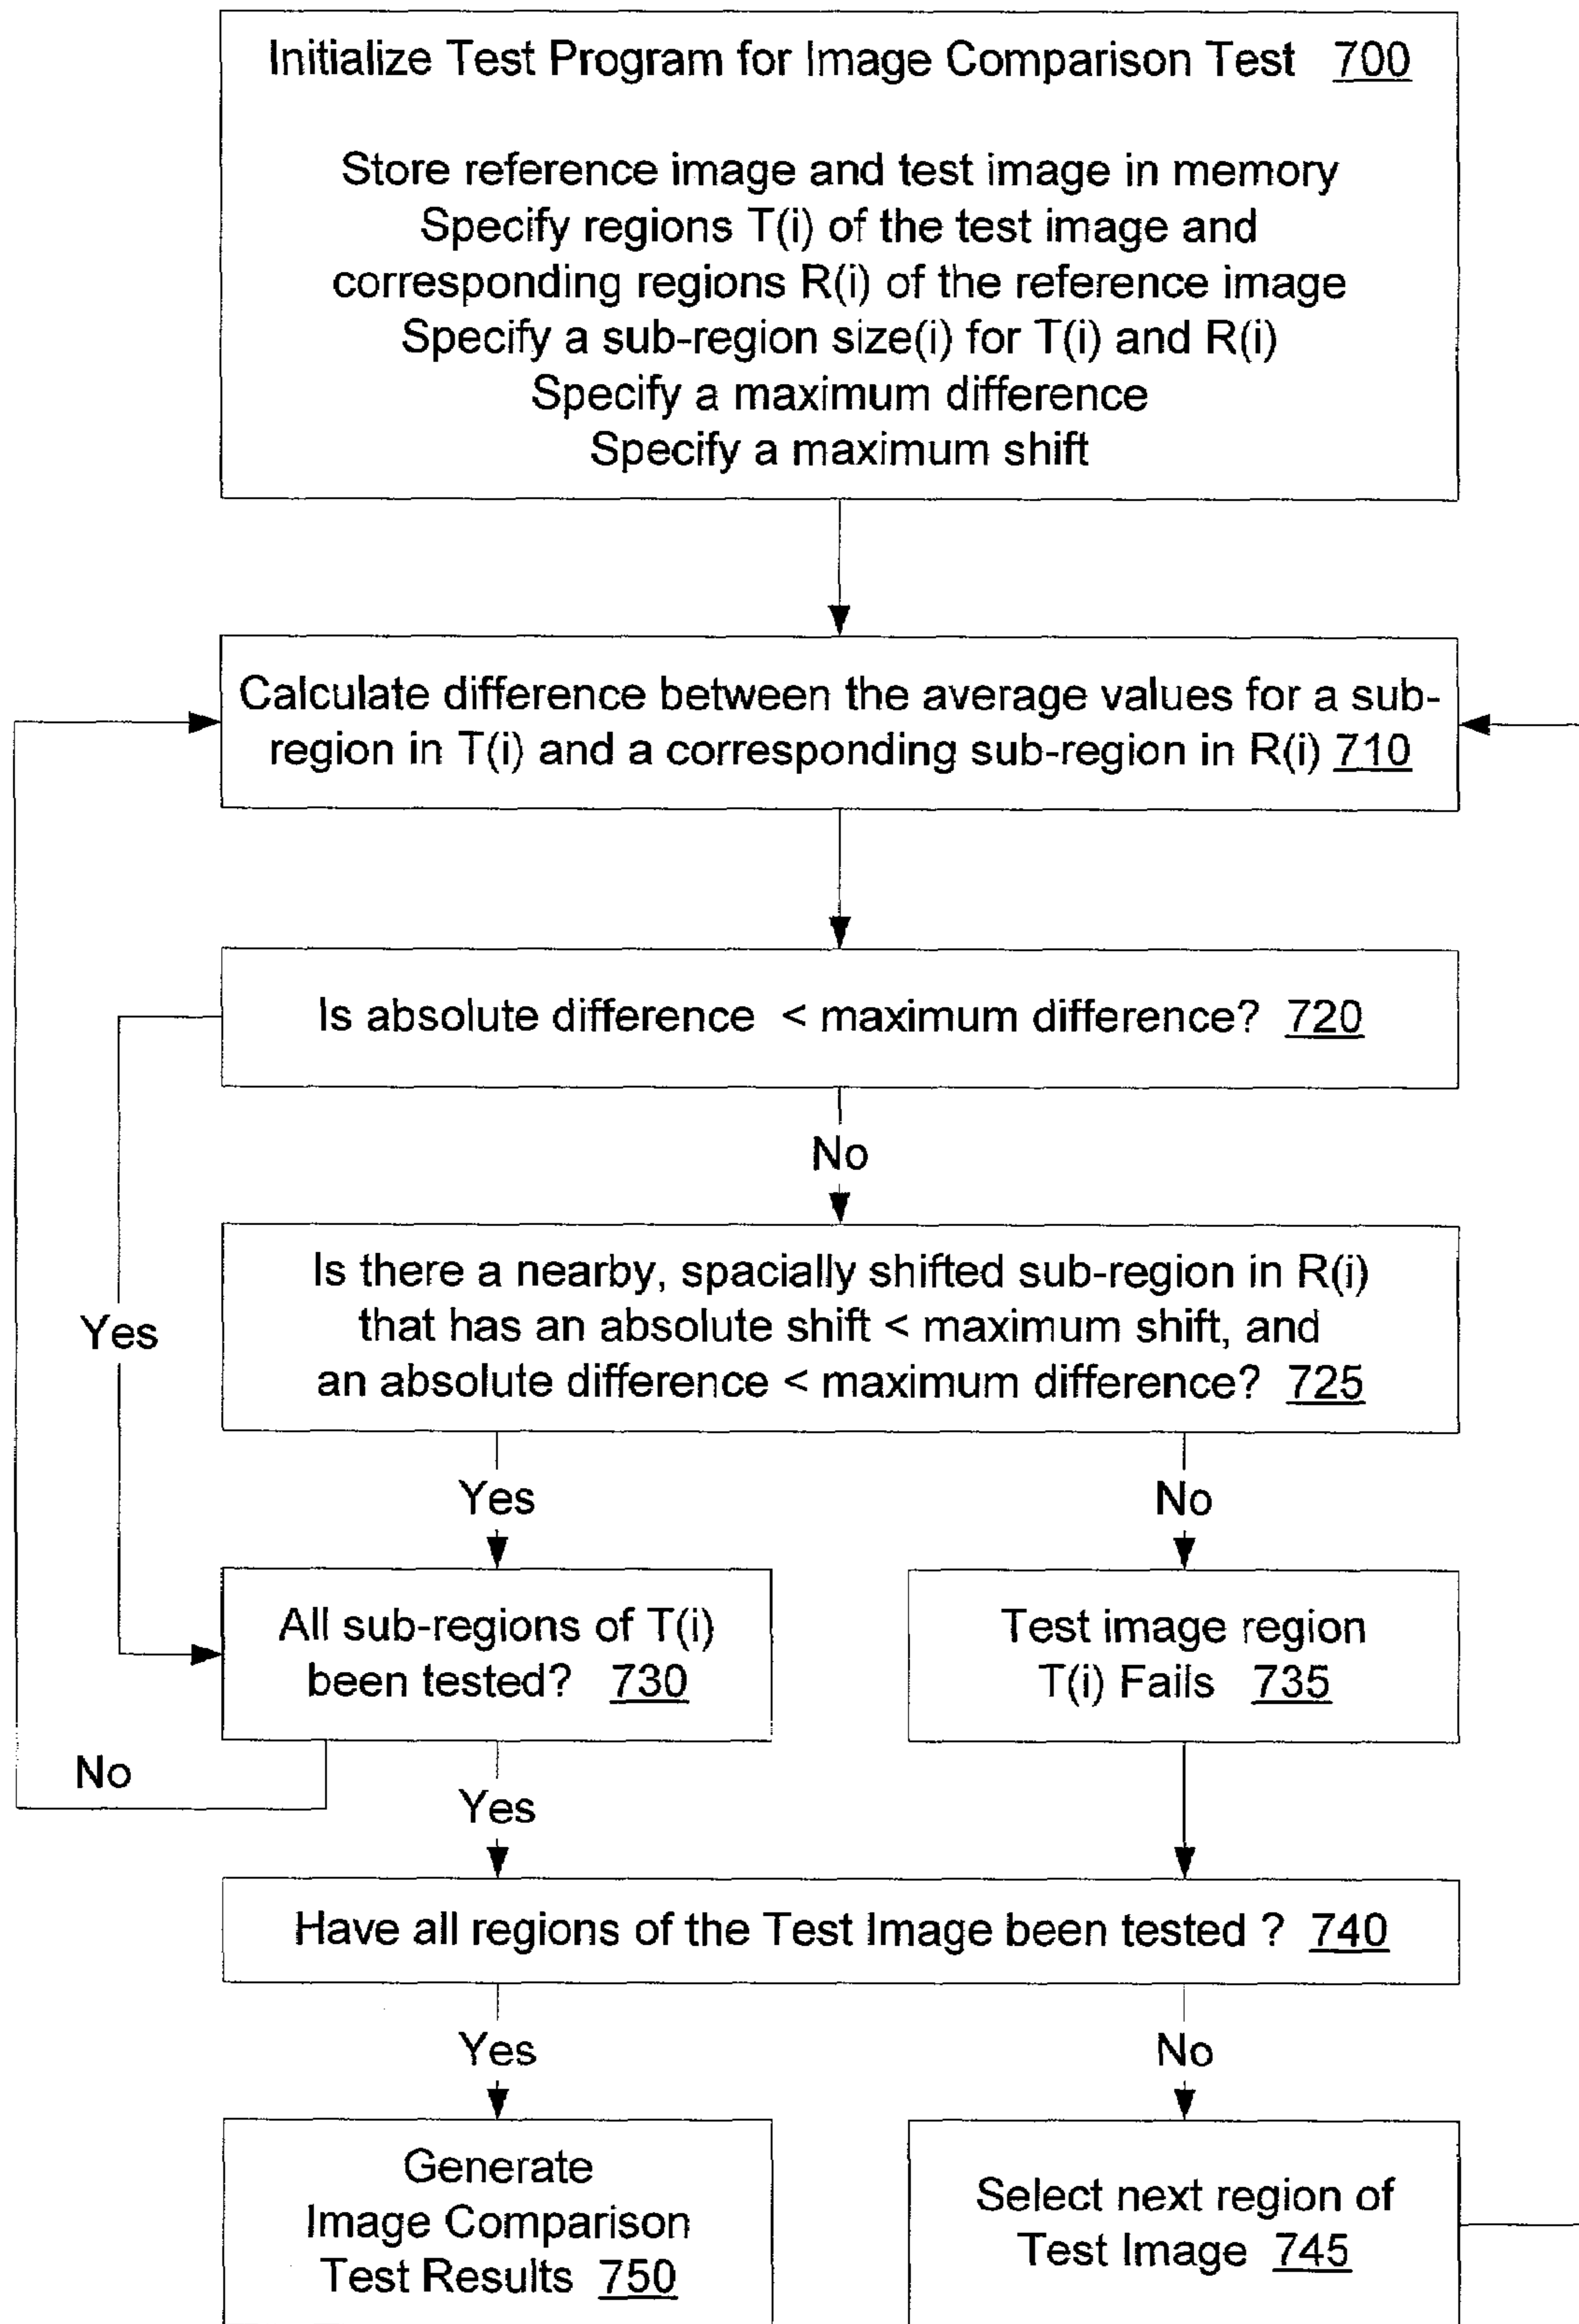 Initialize Test Program for Image Comparison Test 700
Store reference image and test image in memory
Specify regions T(i) of the test image and
corresponding regions R(i) of the reference image
Specify a sub-region size(i) for T(i) and R(i)
Specify a maximum difference
Specify a maximum shift
Calculate difference between the average values for a sub-
region in T(i) and a corresponding sub-region in R(i) 710
Is absolute difference < maximum difference? 720
No
Is there a nearby, spacially shifted sub-region in R(i)
that has an absolute shift < maximum shift, and
an absolute difference < maximum difference? 725
Yes
Yes
No
All sub-regions of T(i)
been tested? 730
Test image region
T(i) Fails 735
No
Yes
Have all regions of the Test Image been tested ? 740
Yes
No
Generate
Image Comparison
Test Results 750
Select next region of
Test Image 745